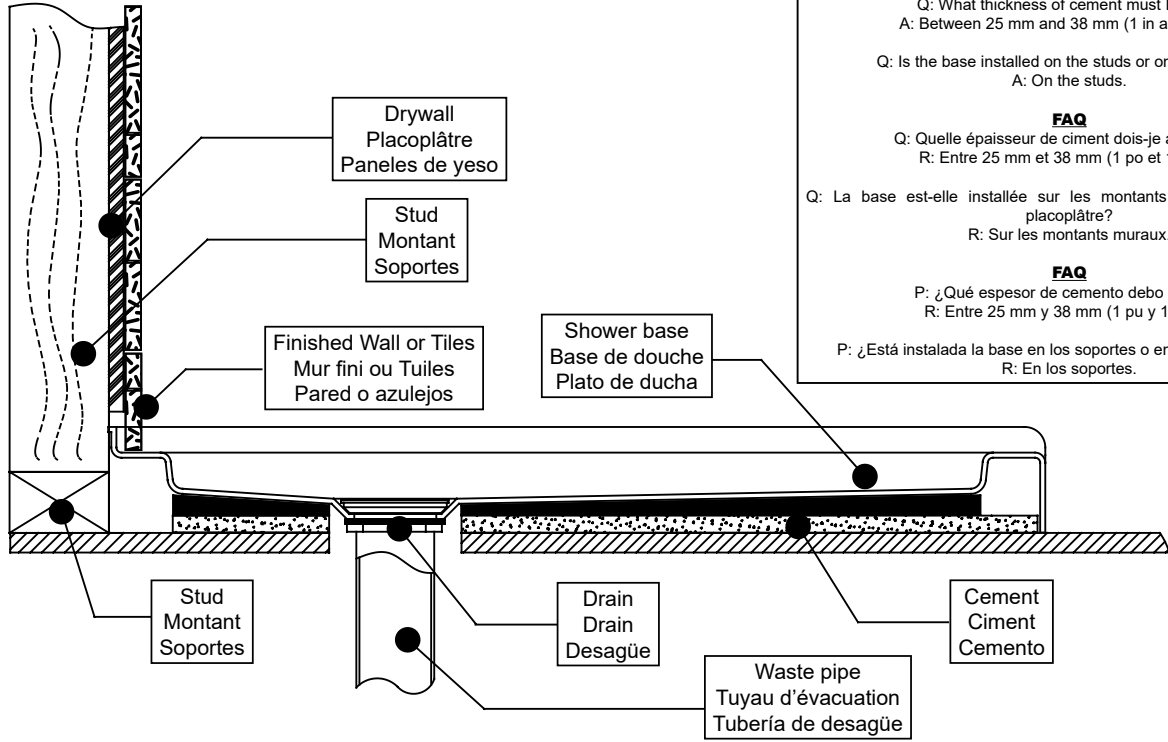 Drywall
Placoplâtre
Paneles de yeso
Stud
Montant
Soportes
Finished Wall or Tiles
Mur fini ou Tuiles
Pared o azulejos
Shower base
Base de douche
Plato de ducha
Q: What thickness of cement must
A: Between 25 mm and 38 mm (1 in
Q: Is the base installed on the studs or
A: On the studs.
FAQ
Q: Quelle épaisseur de ciment dois-je
R: Entre 25 mm et 38 mm (1 po et
Q: La base est-elle installée sur les montants
placoplâtre?
R: Sur les montants muraux.
FAQ
P: ¿Qué espesor de cemento debo
R: Entre 25 mm y 38 mm (1 pu y 1
P: ¿Está instalada la base en los soportes o
R: En los soportes.
Stud
Montant
Soportes
Drain
Drain
Desagüe
Cement
Ciment
Cemento
Waste pipe
Tuyau d’évacuation
Tubería de desagüe